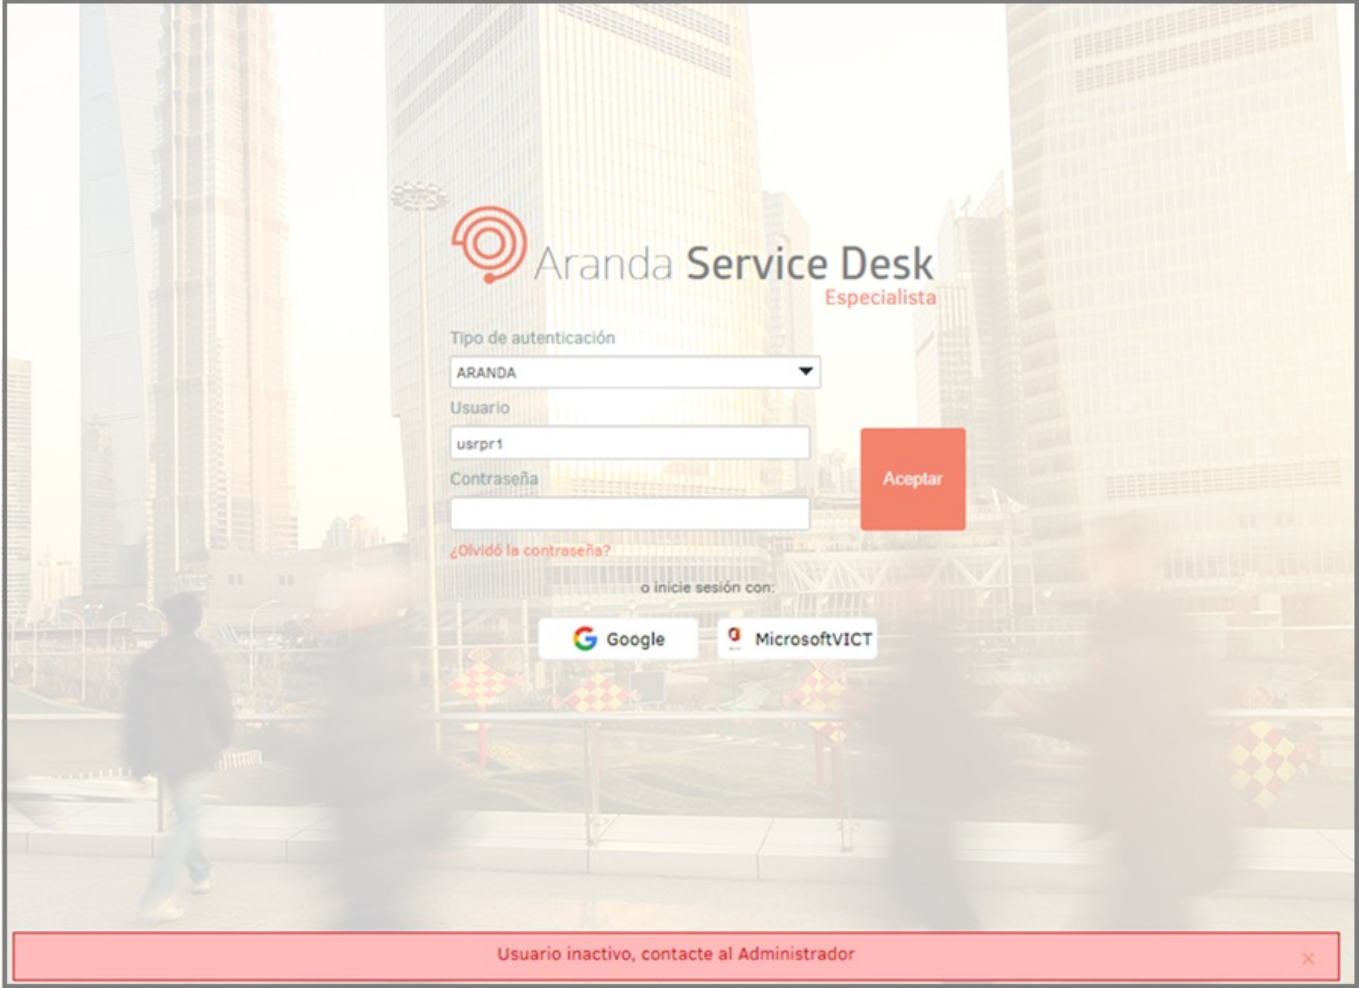 Aranda Service Desk
Especialista
Tipo de autenticación
ARANDA
Usuario
usrpr1
Contraseña
Aceptar
¿Olvidó la contraseña?
o inicie sesión con:
Google
MicrosoftVICT
Usuario inactivo, contacte al Administrador
×